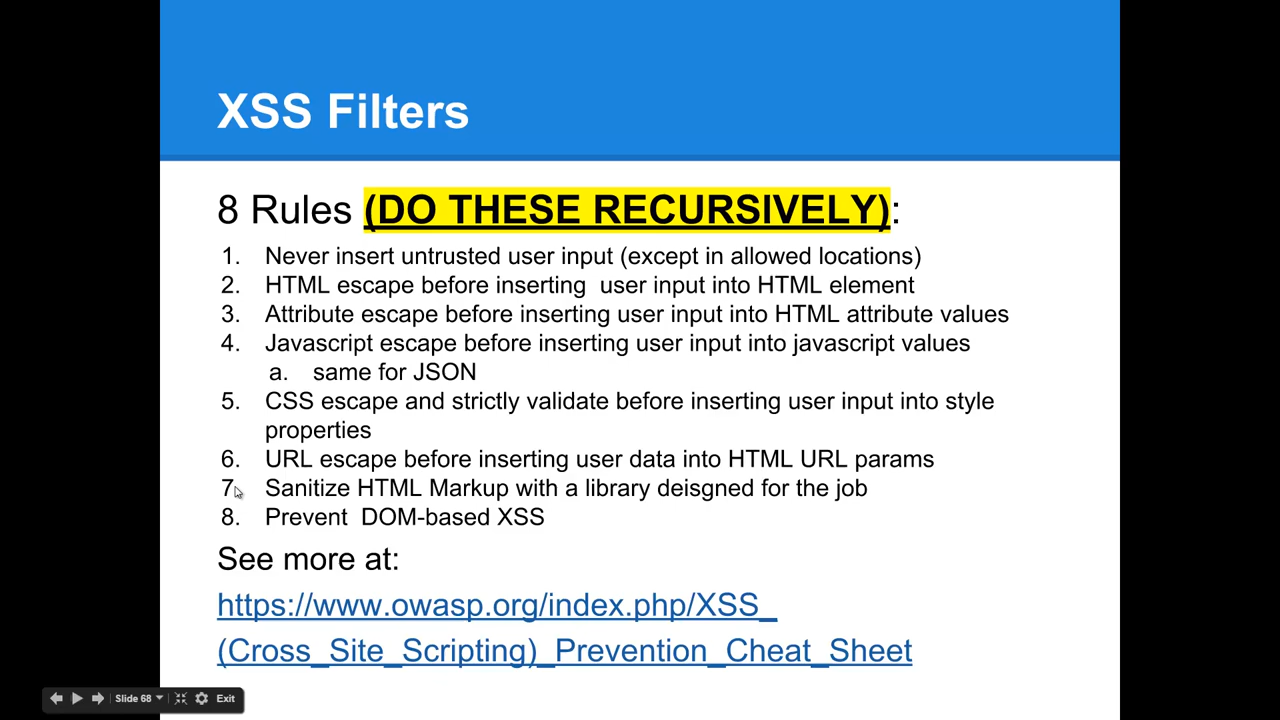 XSS Filters
8 Rules (DO THESE RECURSIVELY):
1. Never insert untrusted user input (except in allowed locations)
2. HTML escape before inserting  user input into HTML element
3. Attribute escape before inserting user input into HTML attribute values
4. Javascript escape before inserting user input into javascript values
a. same for JSON
5. CSS escape and strictly validate before inserting user input into style
properties
6. URL escape before inserting user data into HTML URL params
7. Sanitize HTML Markup with a library deisgned for the job
8. Prevent  DOM-based XSS
See more at:
https://www.owasp.org/index.php/XSS_
(Cross_Site_Scripting)_Prevention_Cheat_Sheet
Slide 68 Exit